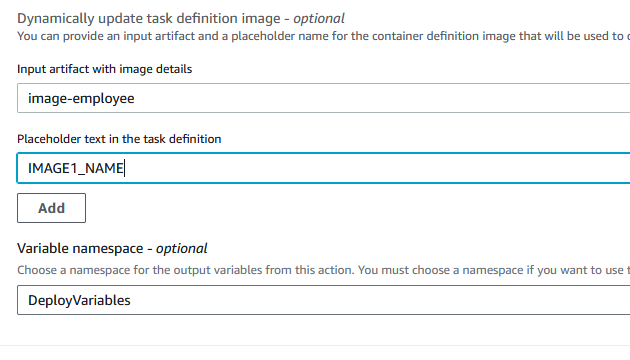 Dynamically update task definition image - optional
You can provide an input artifact and a placeholder name for the container definition image that will be used to
Input artifact with image details
image-employee
Placeholder text in the task definition
IMAGE1_NAME
Add
Variable namespace - optional
Choose a namespace for the output variables from this action. You must choose a namespace if you want to use
DeployVariables